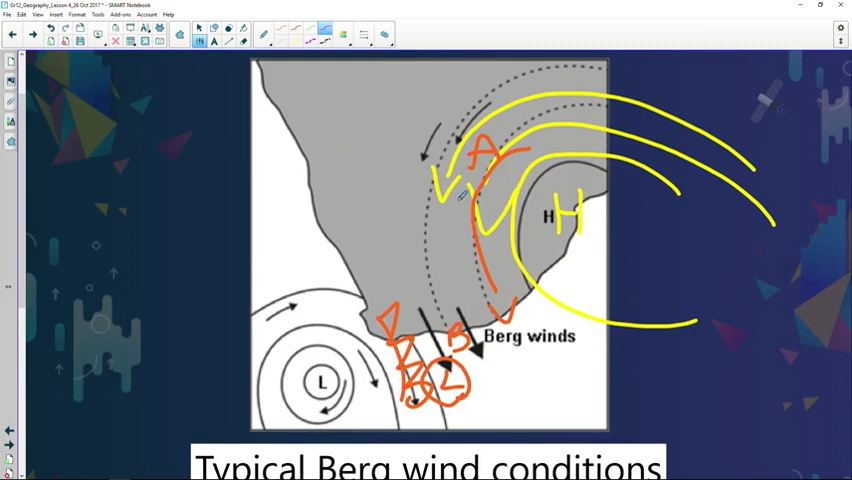 Gr12_Geography_Lesson 4_26 Oct 2017 * - SMART Notebook
File Edit View Insert Format Tools Add-ons Account Help
A
H H
B Berg winds
L L
Typical Berg wind conditions